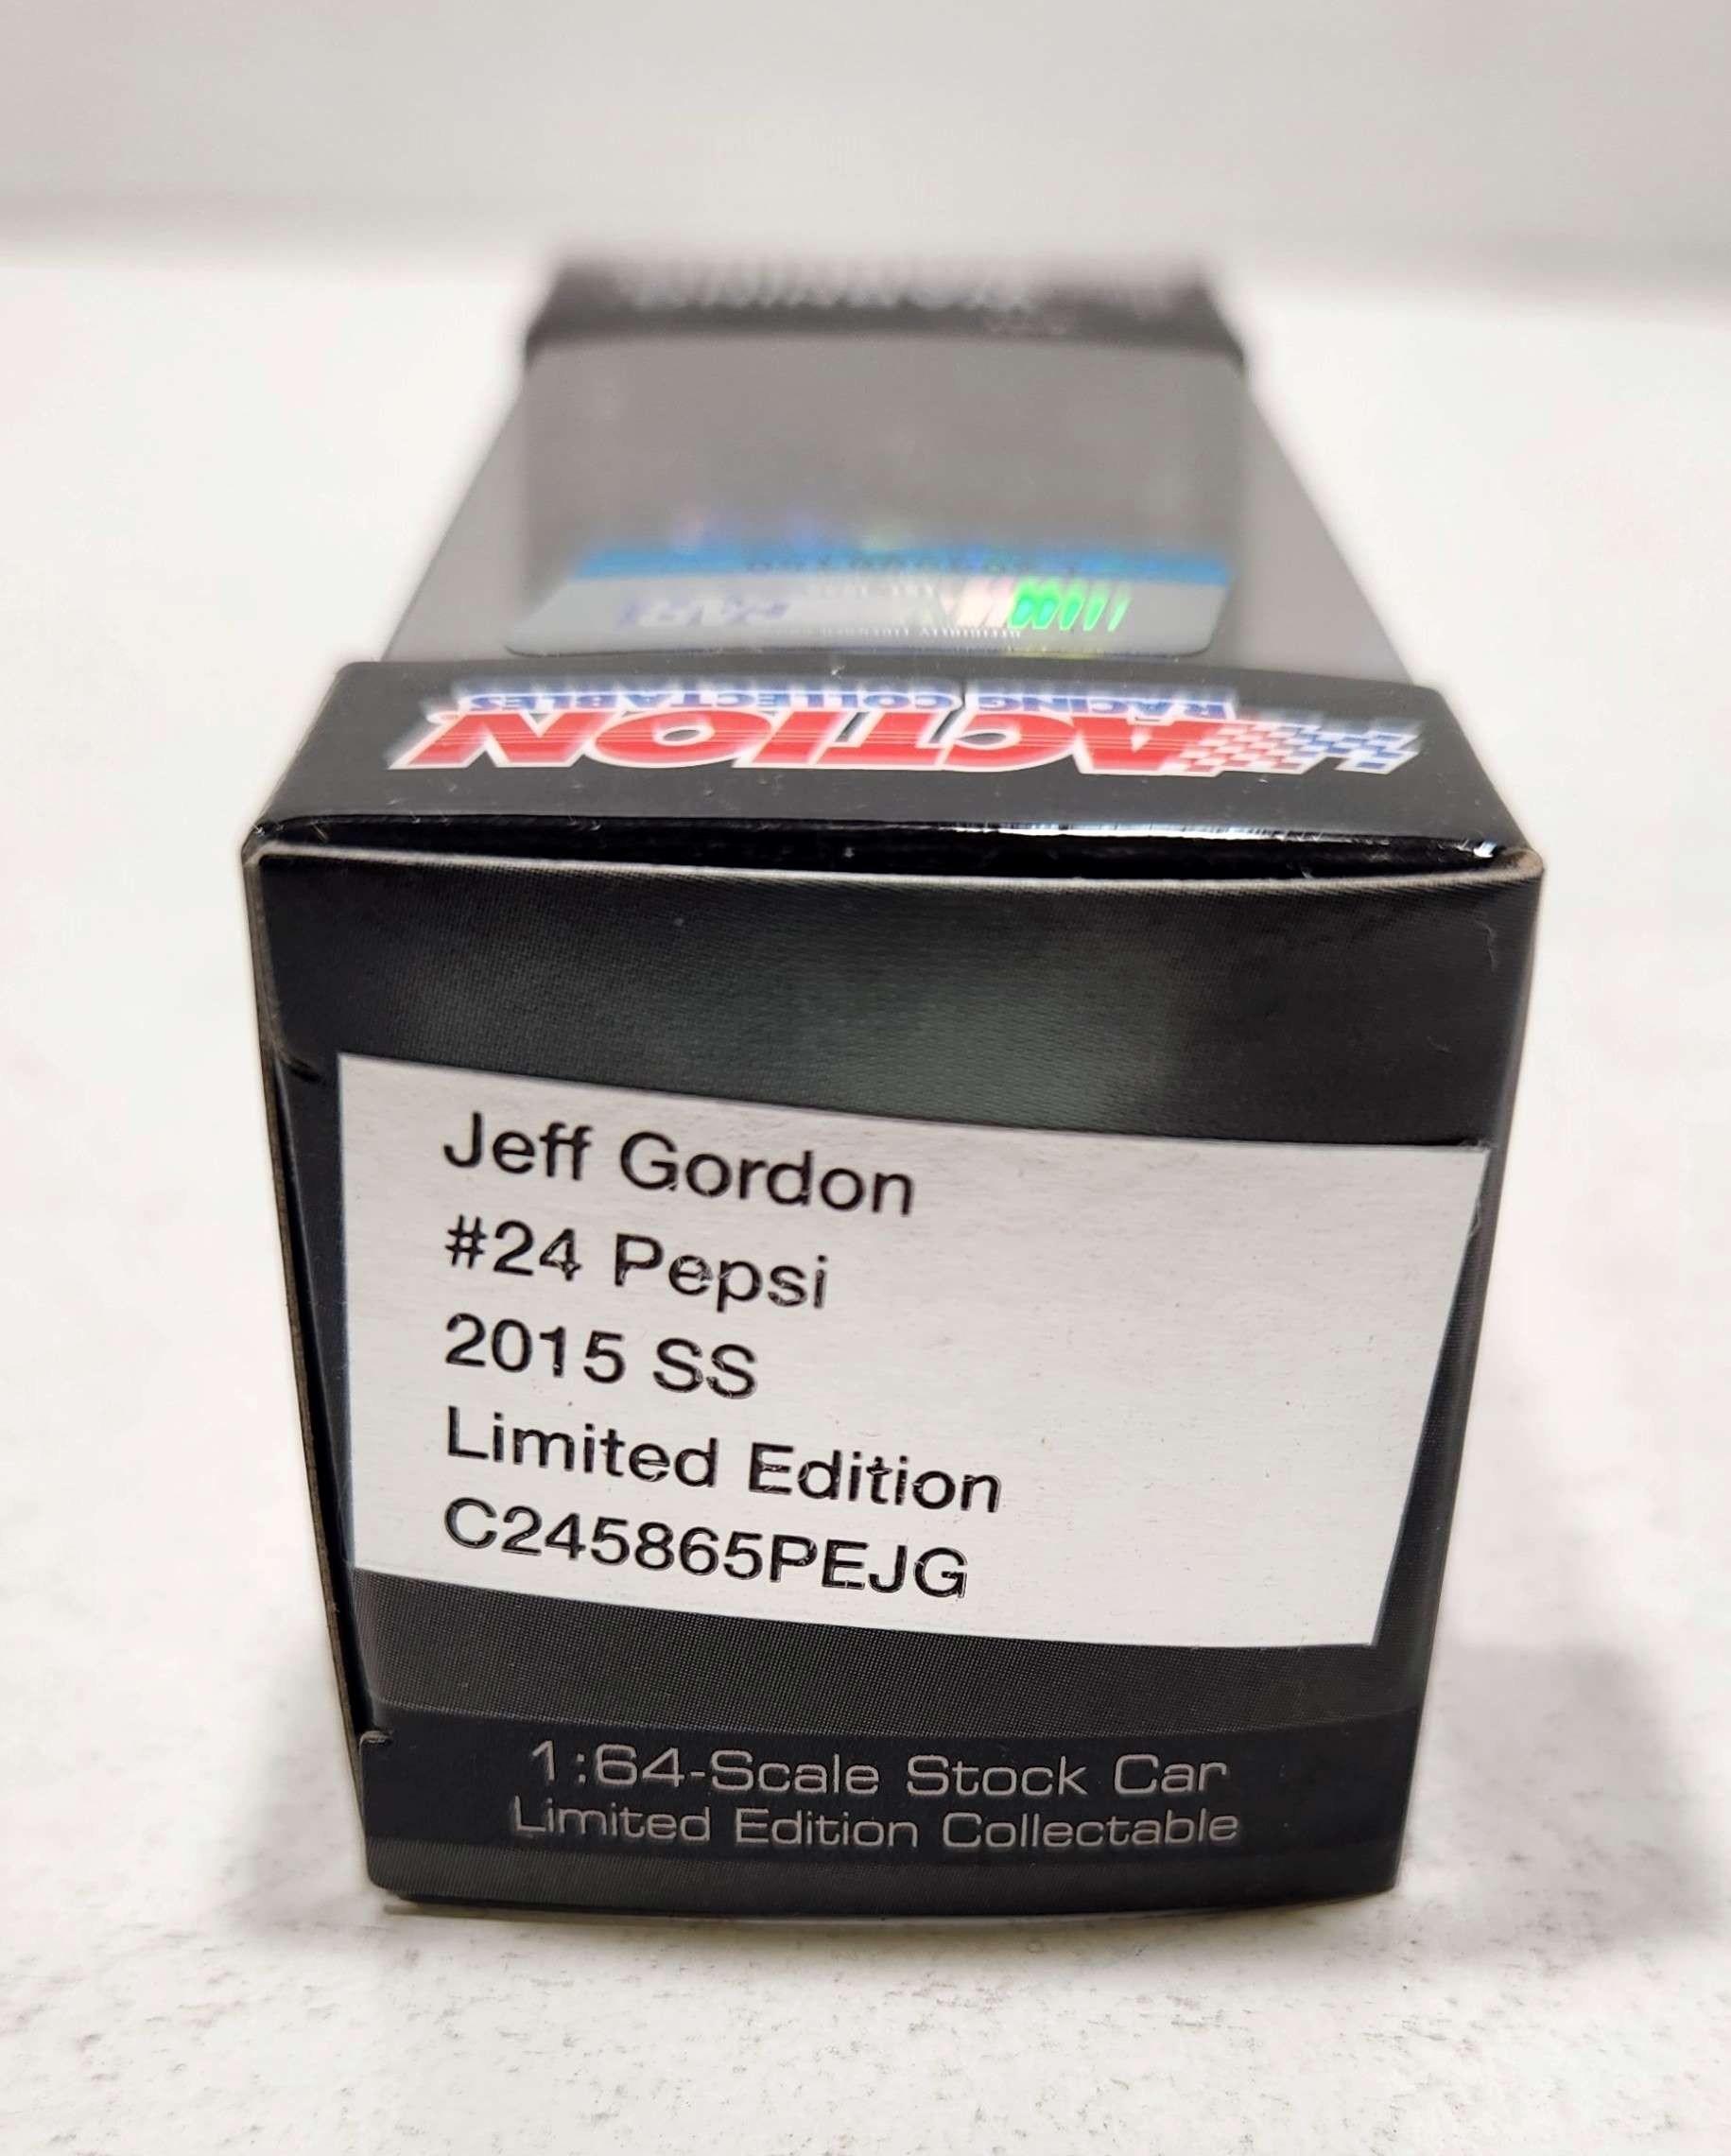 RACING COLLECTABLES
ACTION
Jeff Gordon
#24 Pepsi
2015 SS
Limited Edition
C245865PEJG
1:64-Scale Stock Car
Limited Edition Collectable